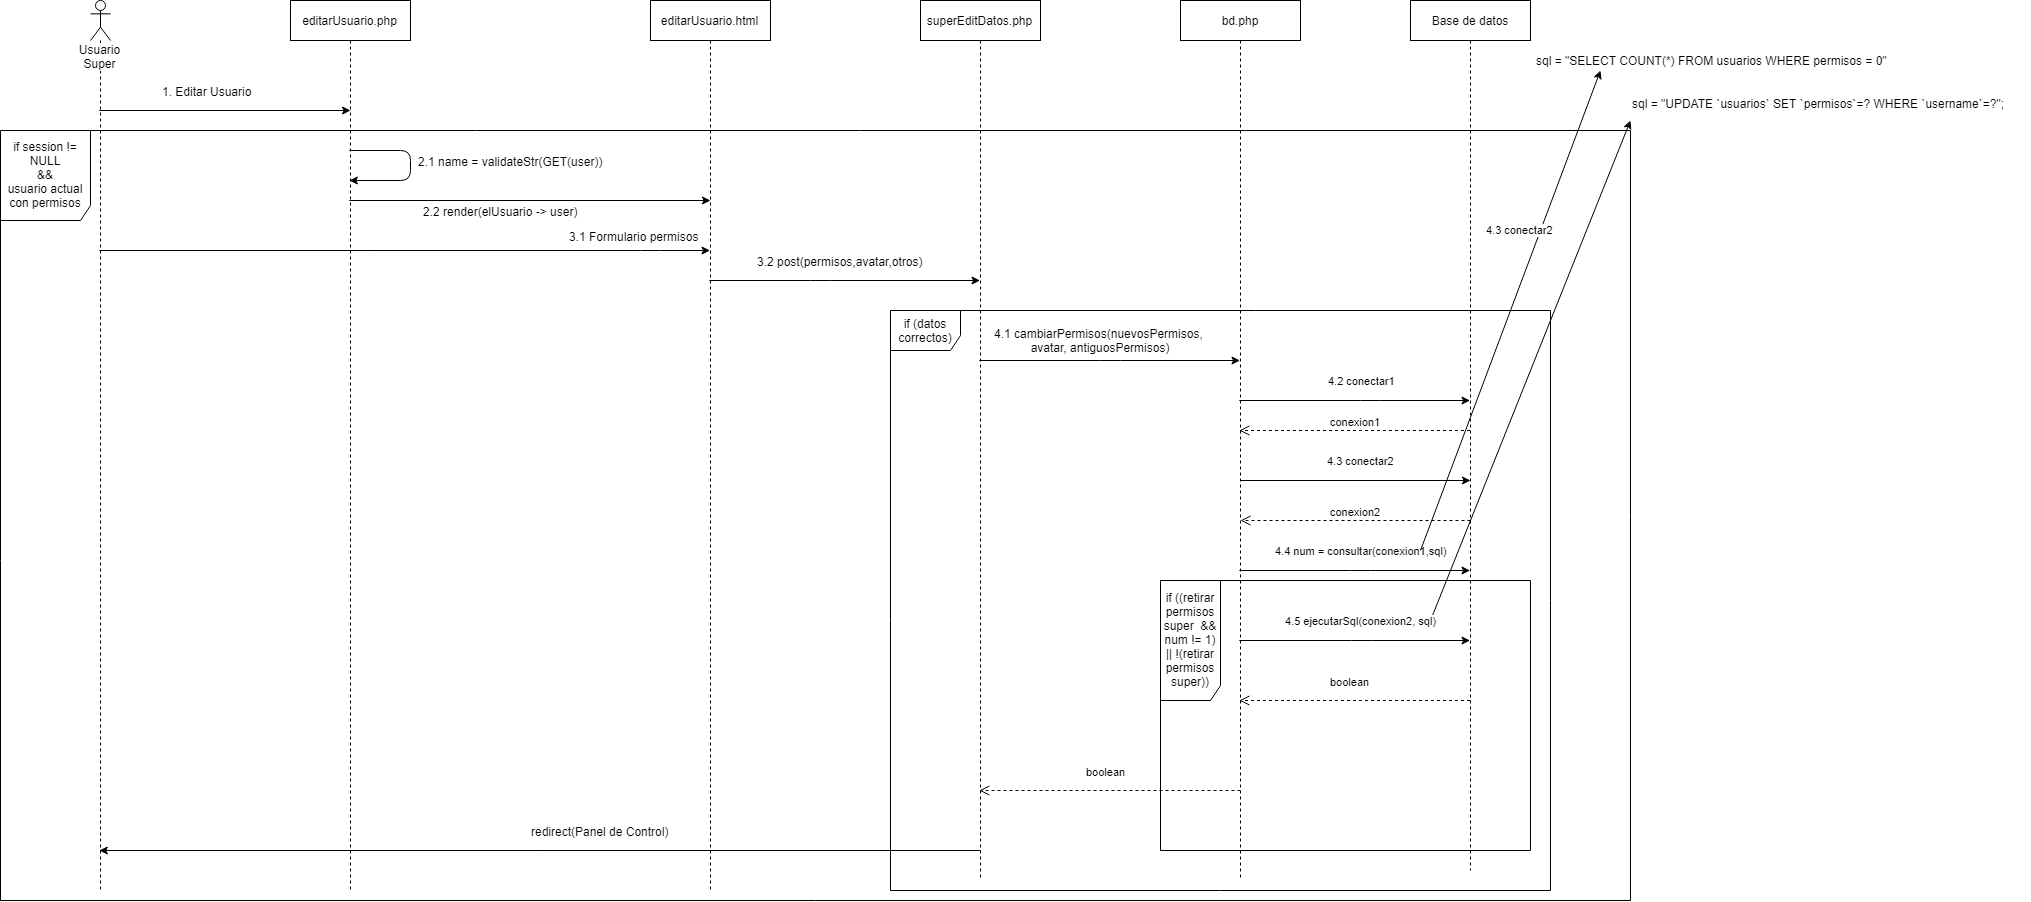 editarUsuario.php
editarUsuario.html
superEditDatos.php
bd.php
Base de datos
Usuario
Super
sql = "SELECT COUNT(*) FROM usuarios WHERE permisos = 0"
1. Editar Usuario
sql = "UPDATE `usuarios` SET `permisos`=? WHERE `username`=?";
if session !=
NULL
&&
usuario actual
con permisos
2.1 name = validateStr(GET(user))
2.2 render(elUsuario -> user)
4.3 conectar2
3.1 Formulario permisos
3.2 post(permisos,avatar,otros)
if (datos
correctos)
4.1 cambiarPermisos(nuevosPermisos,
avatar, antiguosPermisos)
4.2 conectar1
conexion1
4.3 conectar2
conexion2
4.4 num = consultar(conexion1,sql)
if ((retirar
permisos
super &&
num != 1)
|| !(retirar
permisos
super))
4.5 ejecutarSql(conexion2, sql)
boolean
boolean
redirect(Panel de Control)